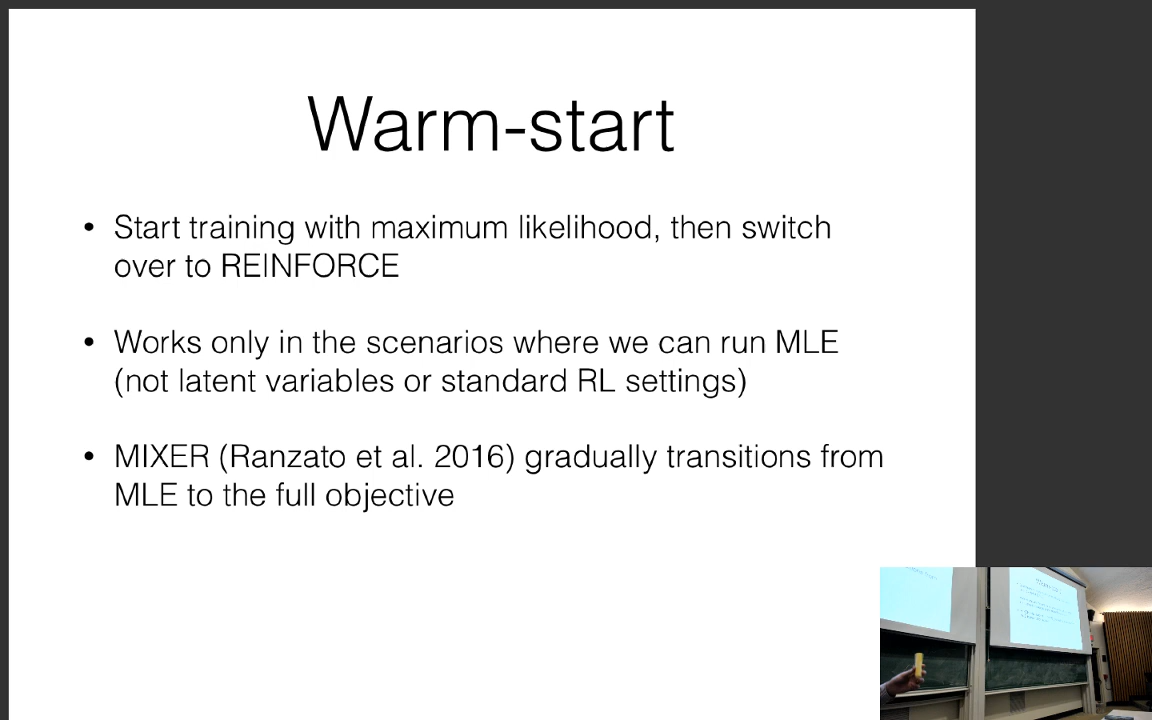 Warm-start
• Start training with maximum likelihood, then switch
over to REINFORCE
• Works only in the scenarios where we can run MLE
(not latent variables or standard RL settings)
• MIXER (Ranzato et al. 2016) gradually transitions from
MLE to the full objective